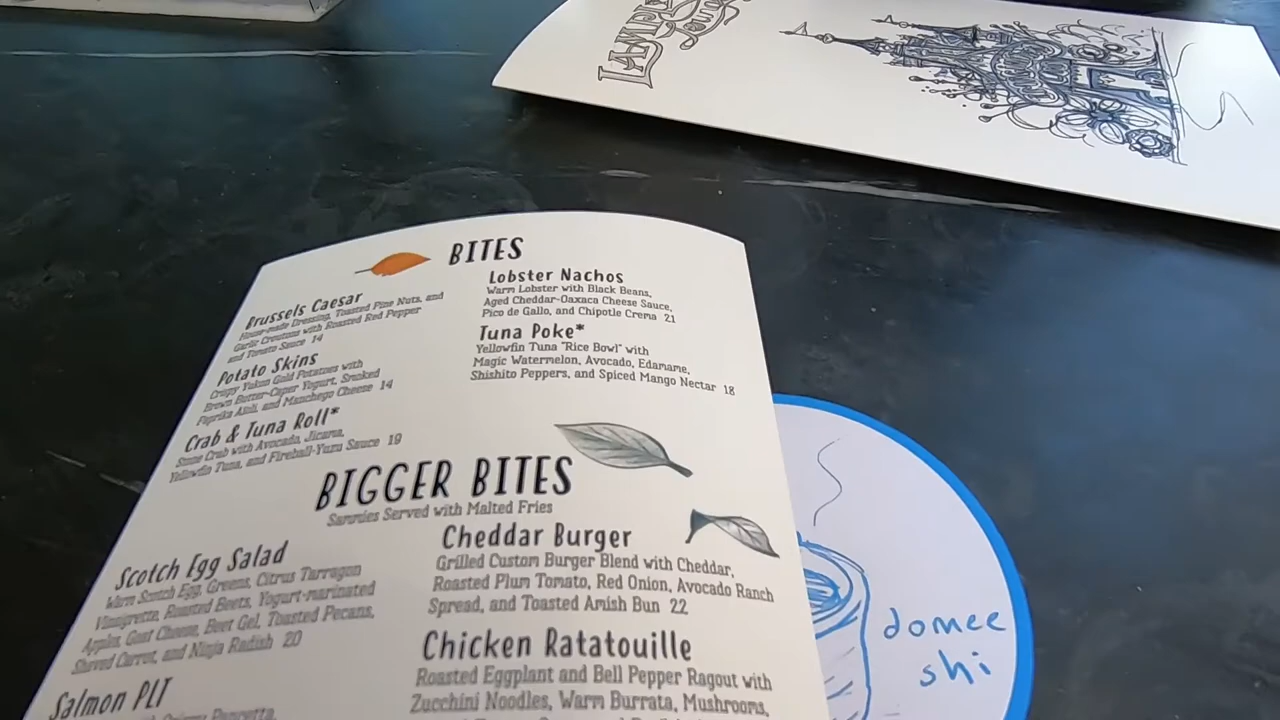 LAMPLIGHT
Lounge
BITES
Brussels Caesar
House-made Dressing, Toasted Pine Nuts, and
Garlic Croutons with Roasted Red Pepper
and Tomato Sauce 14
Potato Skins
Crispy Yukon Gold Potatoes with
Brown Butter-Caper Yogurt, Smoked
Paprika Aioli, and Manchego Cheese 14
Crab & Tuna Roll*
Stone Crab with Avocado, Jicama,
Yellowfin Tuna, and Fireball-Yuzu Sauce 19
Lobster Nachos
Warm Lobster with Black Beans,
Aged Cheddar-Oaxaca Cheese Sauce,
Pico de Gallo, and Chipotle Crema 21
Tuna Poke*
Yellowfin Tuna "Rice Bowl" with
Magic Watermelon, Avocado, Edamame,
Shishito Peppers, and Spiced Mango Nectar 18
BIGGER BITES
Sammies Served with Malted Fries
Scotch Egg Salad
Warm Scotch Egg, Greens, Citrus Tarragon
Vinaigrette, Roasted Beets, Yogurt-marinated
Apples, Goat Cheese, Beet Gel, Toasted Pecans,
Shaved Carrot, and Ninja Radish 20
Salmon PLT
Pancetta,
Cheddar Burger
Grilled Custom Burger Blend with Cheddar,
Roasted Plum Tomato, Red Onion, Avocado Ranch
Spread, and Toasted Amish Bun 22
Chicken Ratatouille
Roasted Eggplant and Bell Pepper Ragout with
Zucchini Noodles, Warm Burrata, Mushrooms,
domee
shi